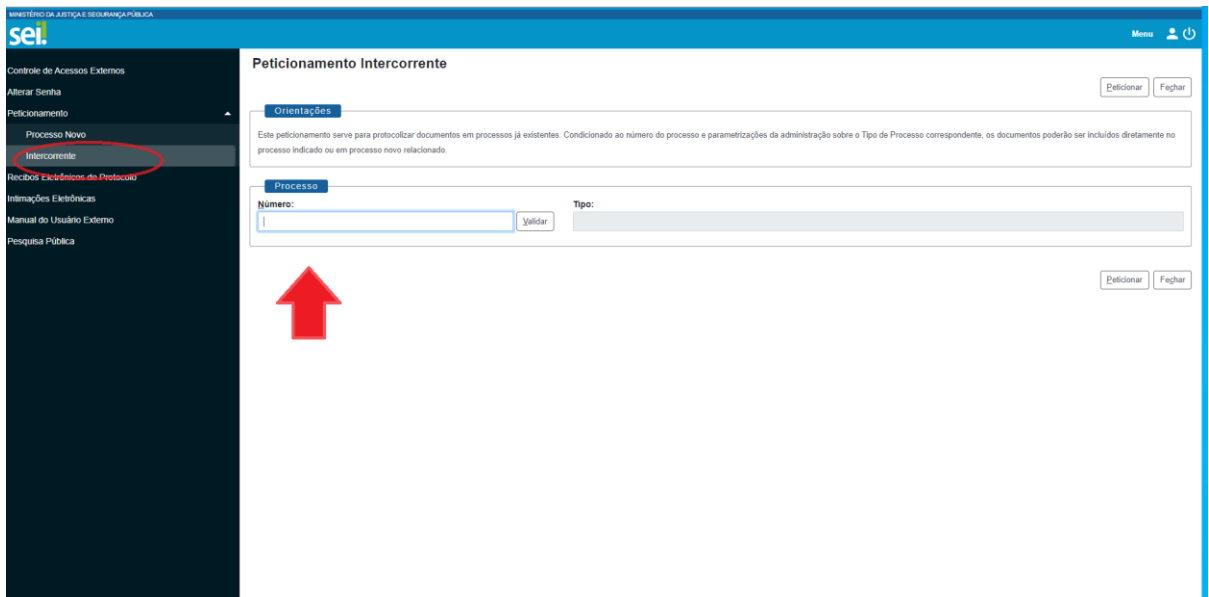 MINISTÉRIO DA JUSTIÇA E SEGURANÇA PÚBLICA
sei!
Menu
Controle de Acessos Externos
Alterar Senha
Peticionamento
Processo Novo
Intercorrente
Recibos Eletrônicos de Protocolo
Intimações Eletrônicas
Manual do Usuário Externo
Pesquisa Pública
Peticionamento Intercorrente
Peticionar Fechar
Orientações
Este peticionamento serve para protocolizar documentos em processos já existentes. Condicionado ao número do processo e parametrizações da administração sobre o Tipo de Processo correspondente, os documentos poderão ser incluídos diretamente no
processo indicado ou em processo novo relacionado.
Processo
Número: Tipo:
Validar
Peticionar Fechar